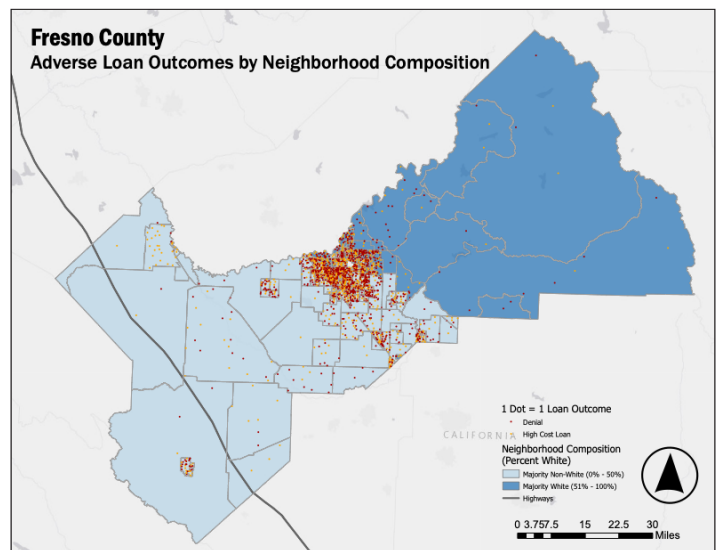 Fresno County
Adverse Loan Outcomes by Neighborhood Composition
1 Dot = 1 Loan Outcome
Denial
High Cost Loan
CALIFORNIA
Neighborhood Composition
(Percent White)
Majority Non-White (0% - 50%)
Majority White (51% - 100%)
Highways
0 3.757.5 15 22.5 30
Miles